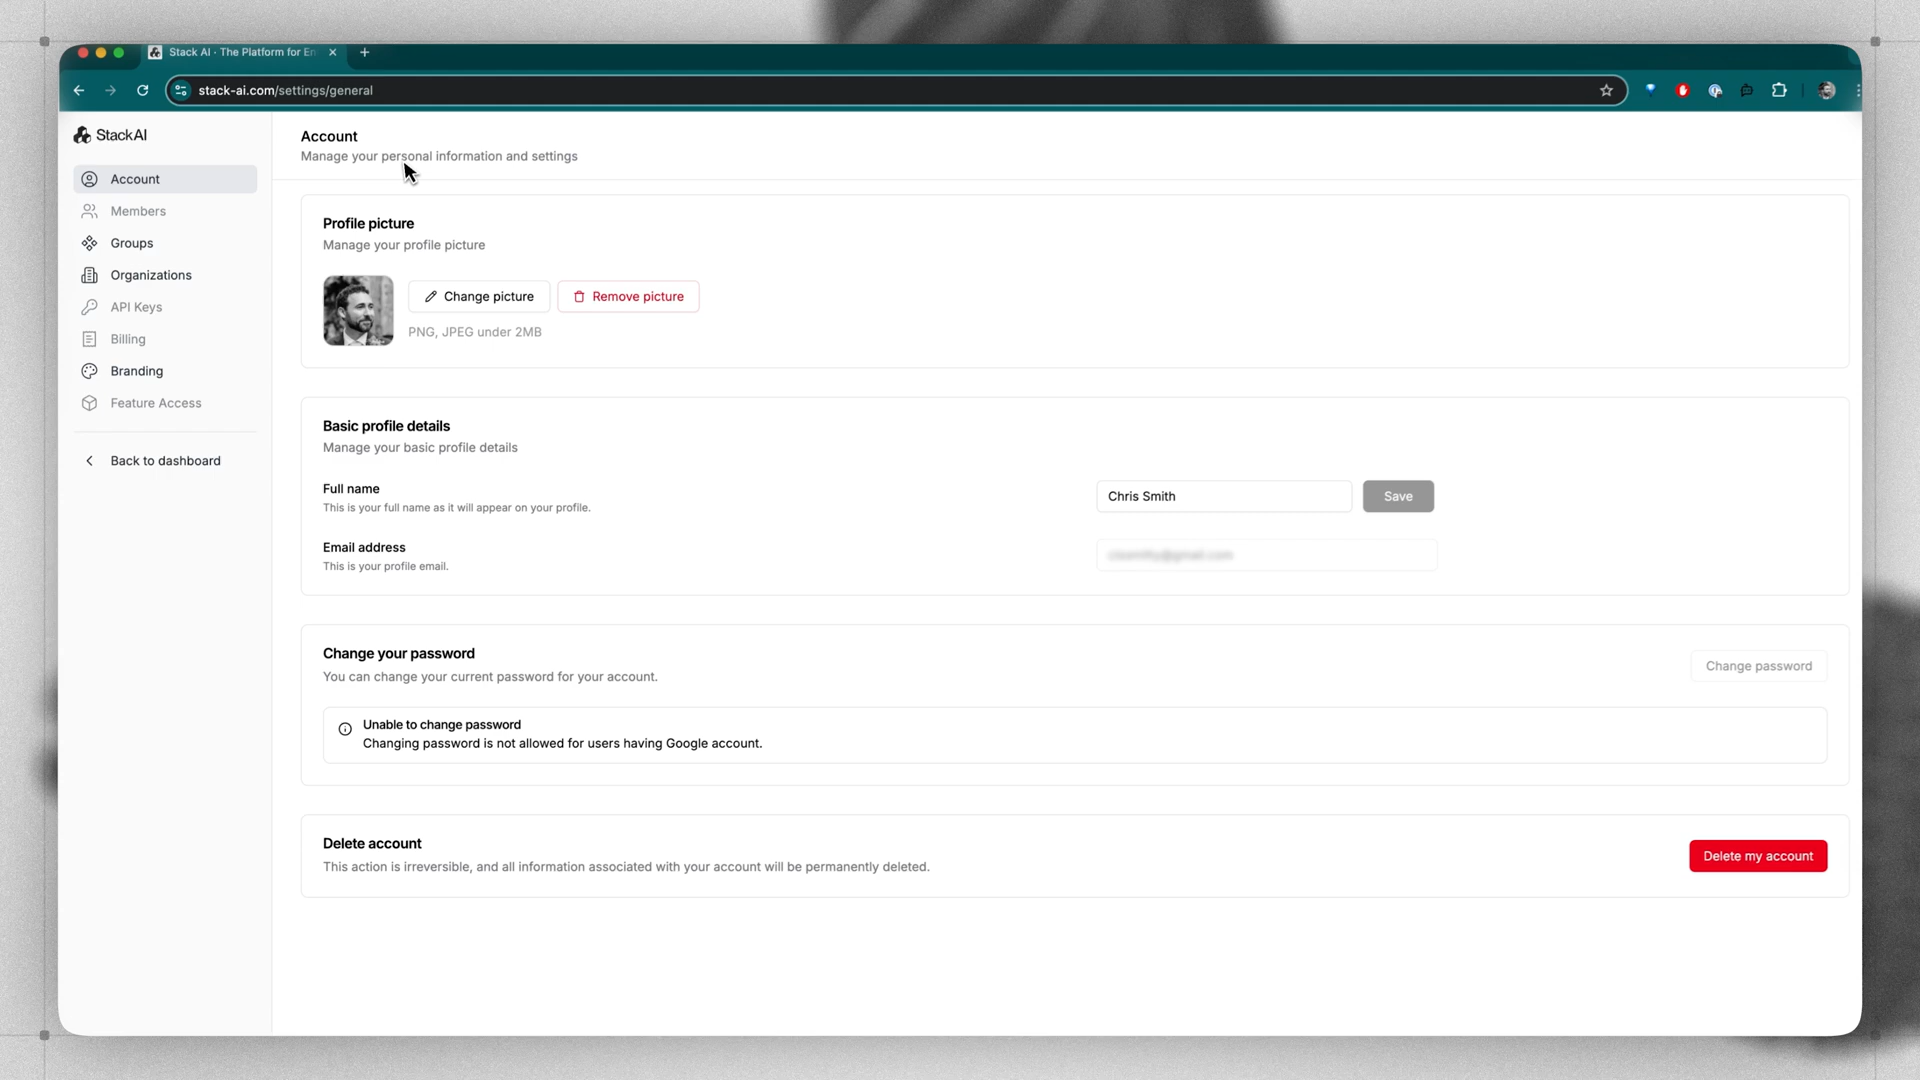 Stack AI - The Platform for En
stack-ai.com/settings/general
StackAI
Account
Members
Groups
Organizations
API Keys
Billing
Branding
Feature Access
Back to dashboard
Account
Manage your personal information and settings
Profile picture
Manage your profile picture
Change picture
Remove picture
PNG, JPEG under 2MB
Basic profile details
Manage your basic profile details
Full name
This is your full name as it will appear on your profile.
Chris Smith
Save
Email address
This is your profile email.
Change your password
You can change your current password for your account.
Change password
Unable to change password
Changing password is not allowed for users having Google account.
Delete account
This action is irreversible, and all information associated with your account will be permanently deleted.
Delete my account